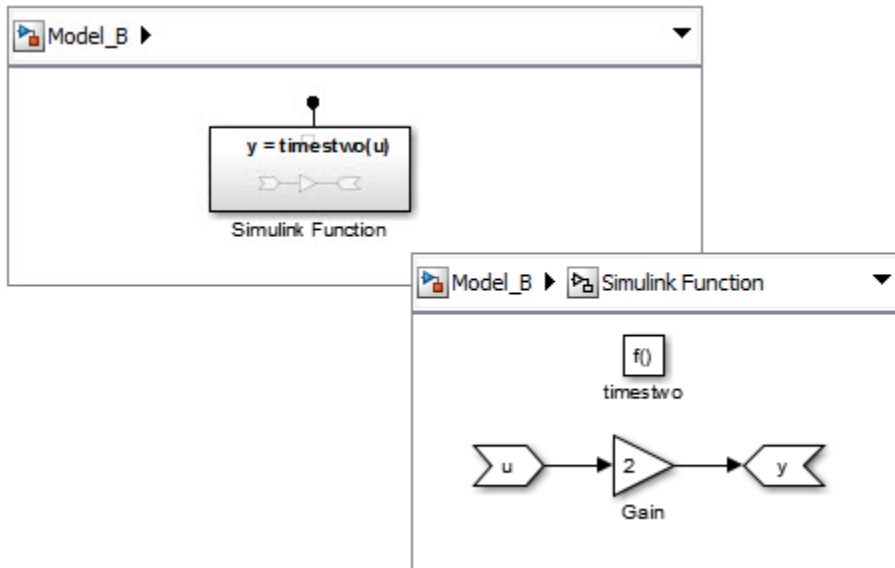 Model_B
y = timestwo(u)
Simulink Function
Model_B Simulink Function
f()
timestwo
u 2 y
Gain